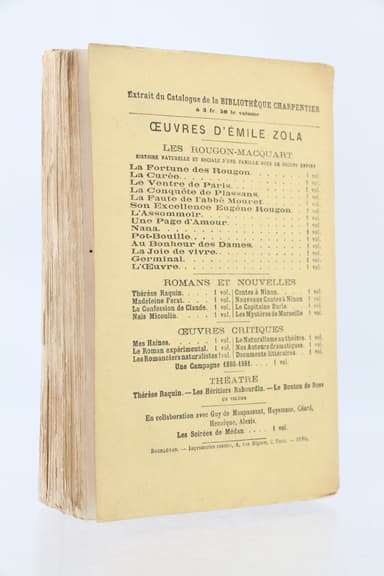 Extrait du Catalogue de la BIBLIOTHÈQUE CHARPENTIER
à 3 fr. 50 le volume
ŒUVRES D'ÉMILE ZOLA
LES ROUGON-MACQUART
HISTOIRE NATURELLE ET SOCIALE D'UNE FAMILLE SOUS LE SECOND EMPIRE
La Fortune des Rougon. 1 vol.
La Curée. 1 vol.
Le Ventre de Paris. 1 vol.
La Conquête de Plassans. 1 vol.
La Faute de l'abbé Mouret. 1 vol.
Son Excellence Eugène Rougon. 1 vol.
L'Assommoir. 1 vol.
Une Page d'Amour. 1 vol.
Nana. 1 vol.
Pot-Bouille. 1 vol.
Au Bonheur des Dames. 1 vol.
La Joie de vivre. 1 vol.
Germinal. 1 vol.
L'Œuvre. 1 vol.
ROMANS ET NOUVELLES
Thérèse Raquin. 1 vol. Contes à Ninon. 1 vol.
Madeleine Ferat. 1 vol. Nouveaux Contes à Ninon 1 vol.
La Confession de Claude. 1 vol. Le Capitaine Burle. 1 vol.
Naïs Micoulin. 1 vol. Les Mystères de Marseille 1 vol.
ŒUVRES CRITIQUES
Mes Haines. 1 vol. Le Naturalisme au théâtre. 1 vol.
Le Roman expérimental. 1 vol. Nos Auteurs dramatiques. 1 vol.
Les Romanciers naturalistes 1 vol. Documents littéraires. 1 vol.
Une Campagne 1880-1881. 1 vol.
THÉATRE
Thérèse Raquin. — Les Héritiers Rabourdin. — Le Bouton de Rose
UN VOLUME
En collaboration avec Guy de Maupassant, Huysmans, Céard,
Hennique, Alexis.
Les Soirées de Médan. 1 vol.
— Imprimeries réunies, A, rue Mignon, 2, Paris. —